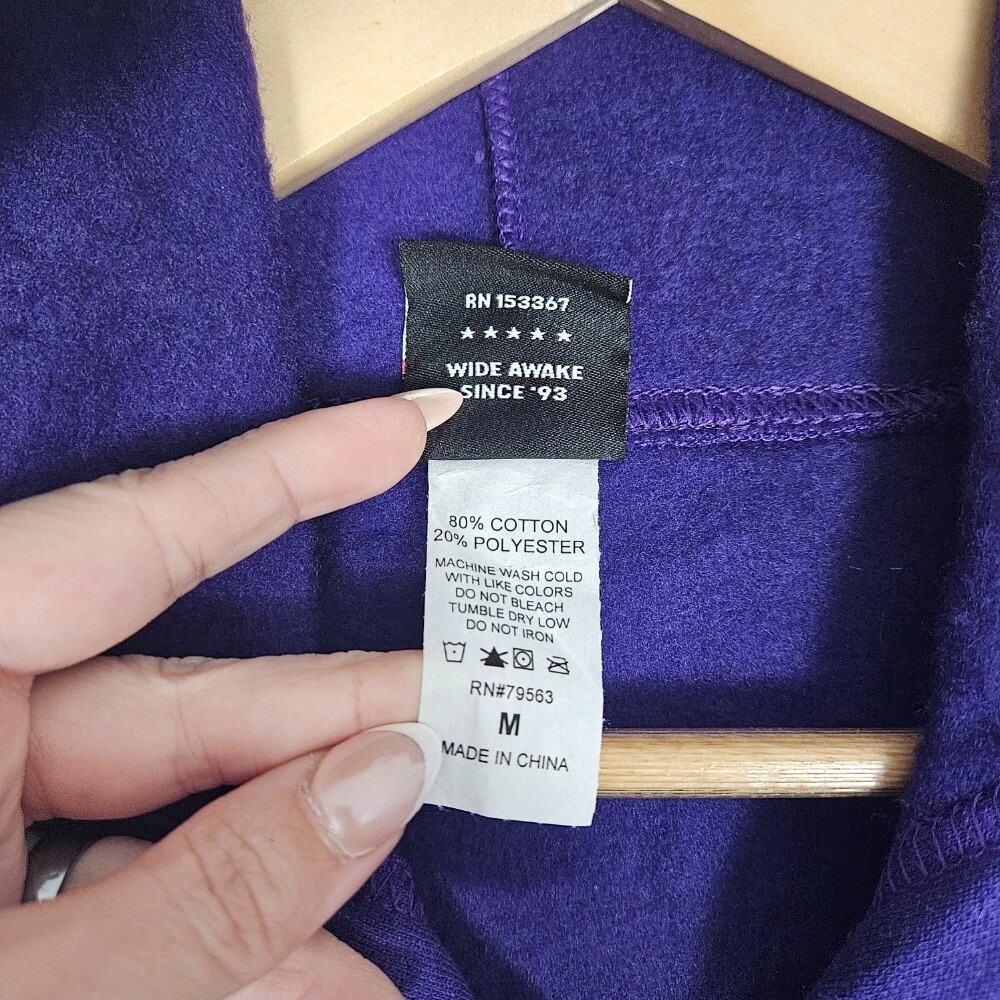 RN 153367
★★★★★
WIDE AWAKE
SINCE '93
80% COTTON
20% POLYESTER
MACHINE WASH COLD
WITH LIKE COLORS
DO NOT BLEACH
TUMBLE DRY LOW
DO NOT IRON
RN#79563
M
MADE IN CHINA